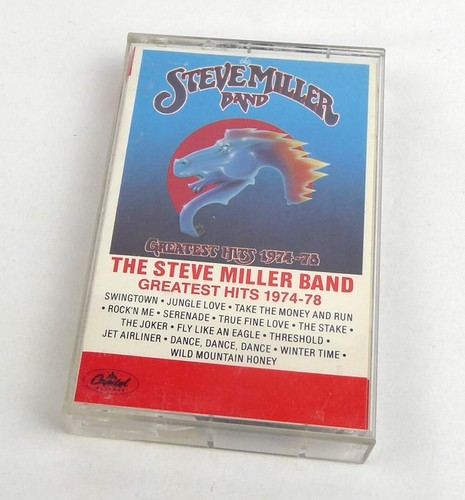 the
STEVE MILLER
BAND
GREATEST HITS 1974-78
THE STEVE MILLER BAND
GREATEST HITS 1974-78
SWINGTOWN • JUNGLE LOVE • TAKE THE MONEY AND RUN
• ROCK'N ME • SERENADE • TRUE FINE LOVE • THE STAKE •
THE JOKER • FLY LIKE AN EAGLE • THRESHOLD •
JET AIRLINER • DANCE, DANCE, DANCE • WINTER TIME •
WILD MOUNTAIN HONEY
Capitol